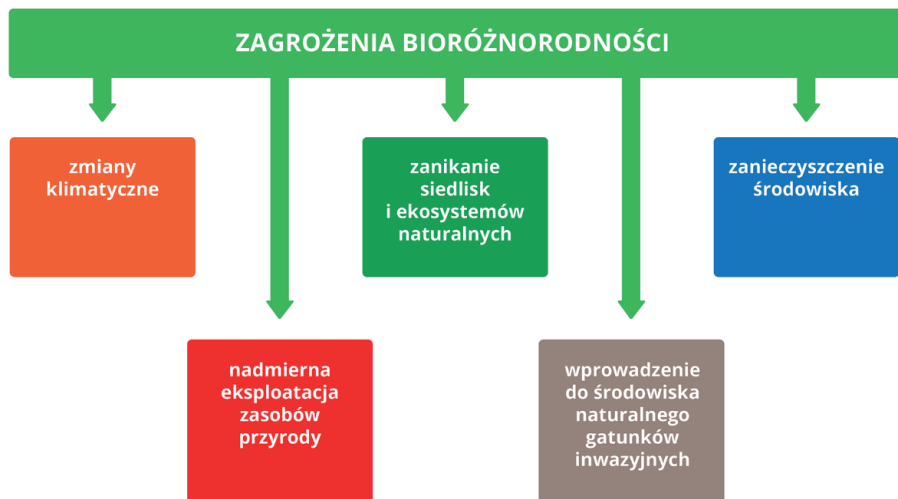 ZAGROŻENIA BIORÓŻNORODNOŚCI
zmiany
klimatyczne
zanikanie
siedlisk
i ekosystemów
naturalnych
zanieczyszczenie
środowiska
nadmierna
eksploatacja
zasobów
przyrody
wprowadzenie
do środowiska
naturalnego
gatunków
inwazyjnych